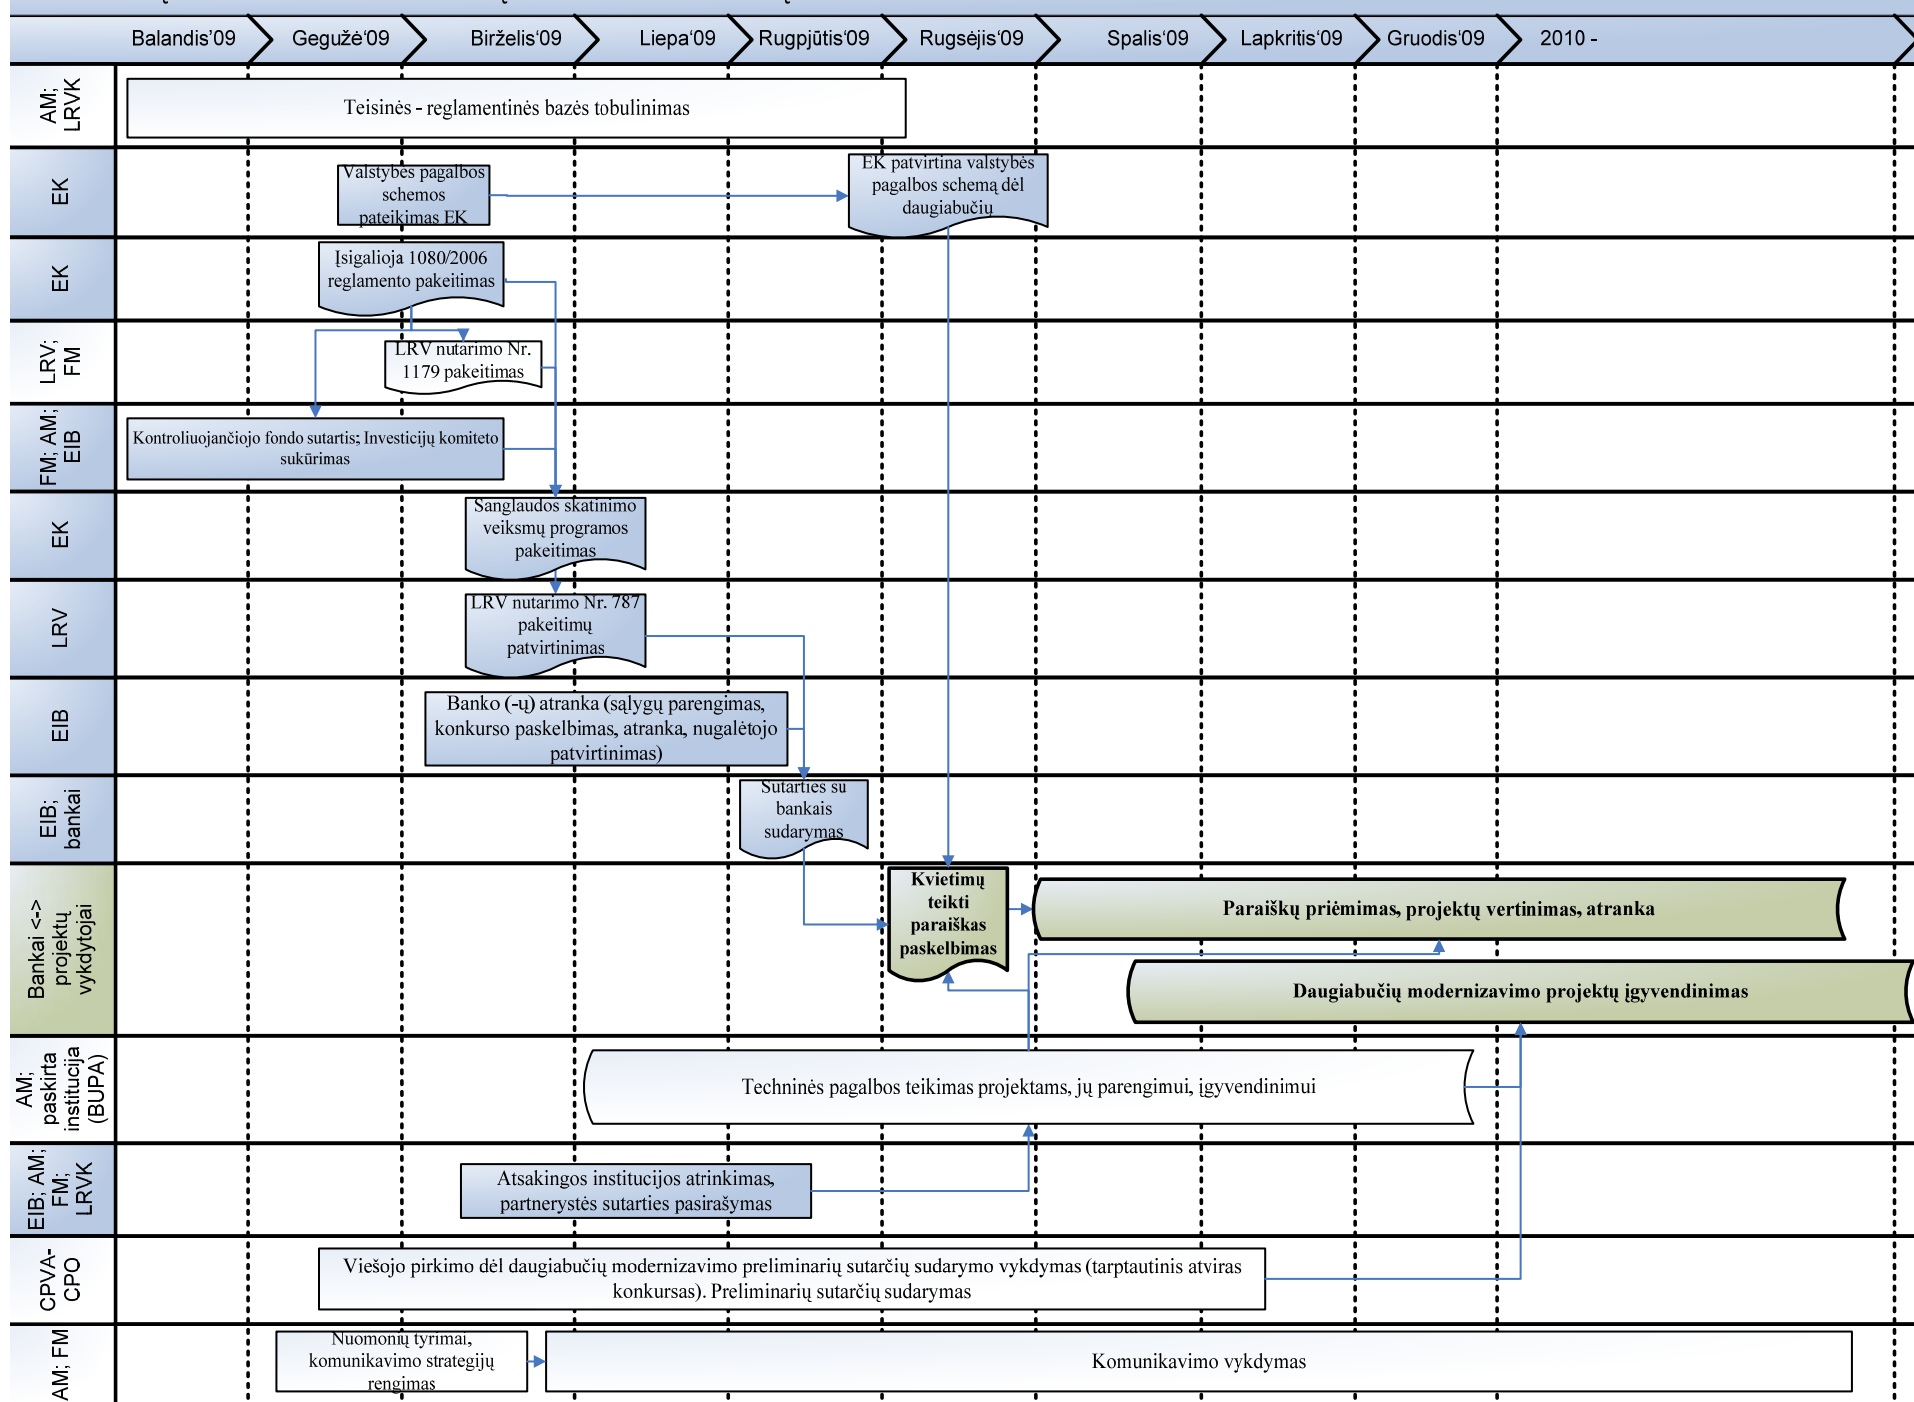 Balandis’09
Gegužė‘09
Birželis‘09
Liepa‘09
Rugpjūtis‘09
Rugsėjis‘09
Spalis‘09
Lapkritis‘09
Gruodis‘09
2010 -
AM;
LRVK
Teisinės - reglamentinės bazės tobulinimas
EK
Valstybės pagalbos
schemos
pateikimas EK
EK patvirtina valstybės
pagalbos schemą dėl
daugiabučių
EK
Įsigalioja 1080/2006
reglamento pakeitimas
LRV;
FM
LRV nutarimo Nr.
1179 pakeitimas
FM; AM;
EIB
Kontroliuojančiojo fondo sutartis; Investicijų komiteto
sukūrimas
EK
Sanglaudos skatinimo
veiksmų programos
pakeitimas
LRV
LRV nutarimo Nr. 787
pakeitimų
patvirtinimas
EIB
Banko (-ų) atranka (sąlygų parengimas,
konkurso paskelbimas, atranka, nugalėtojo
patvirtinimas)
EIB;
bankai
Sutarties su
bankais
sudarymas
Bankai <->
projektų
vykdytojai
Kvietimų
teikti
paraiškas
paskelbimas
Paraiškų priėmimas, projektų vertinimas, atranka
Daugiabučių modernizavimo projektų įgyvendinimas
AM;
paskirta
institucija
(BUPA)
Techninės pagalbos teikimas projektams, jų parengimui, įgyvendinimui
EIB; AM;
FM;
LRVK
Atsakingos institucijos atrinkimas,
partnerystės sutarties pasirašymas
CPVA-
CPO
Viešojo pirkimo dėl daugiabučių modernizavimo preliminarių sutarčių sudarymo vykdymas (tarptautinis atviras
konkursas). Preliminarių sutarčių sudarymas
AM; FM
Nuomonių tyrimai,
komunikavimo strategijų
rengimas
Komunikavimo vykdymas